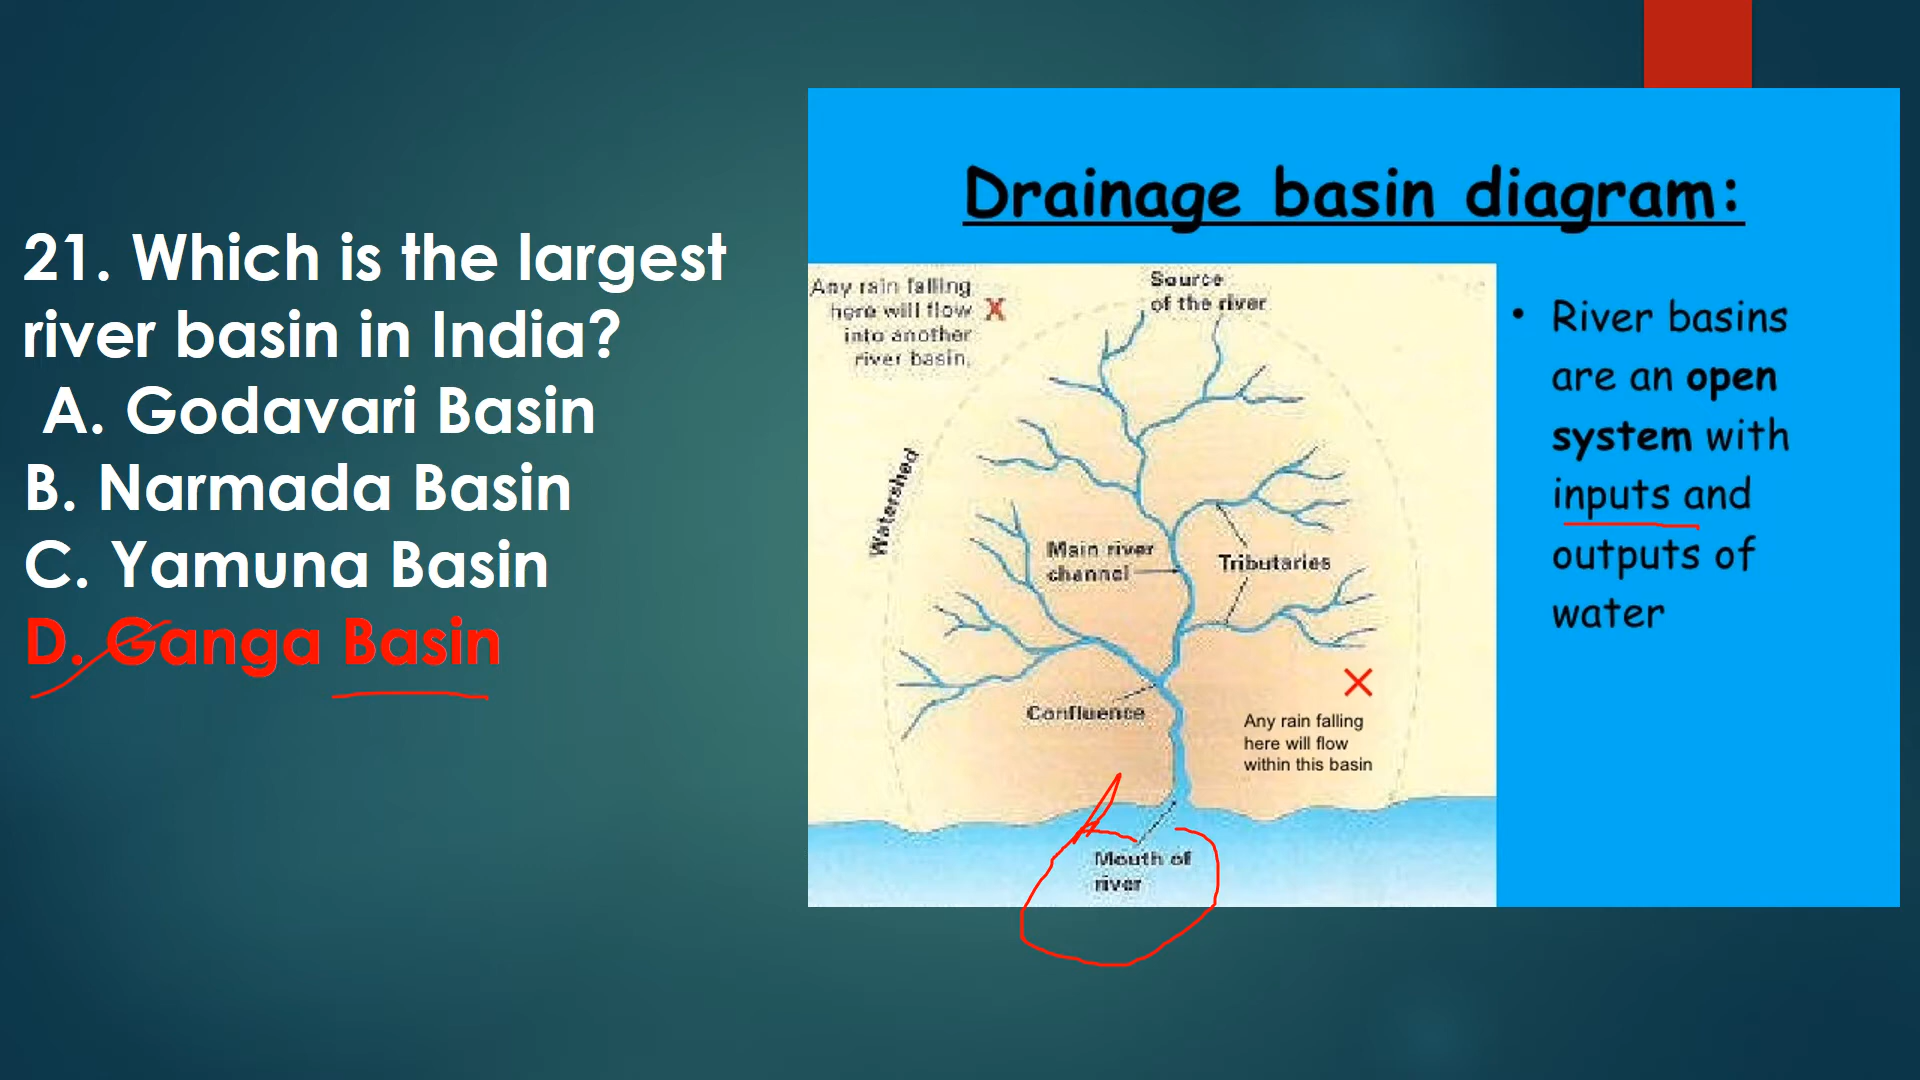 21. Which is the largest
river basin in India?
A. Godavari Basin
B. Narmada Basin
C. Yamuna Basin
D. Ganga Basin
Drainage basin diagram:
Any rain falling
here will flow
into another
river basin.
X
Source
of the river
Watershed
Main river
channel
Tributaries
Confluence
Any rain falling
here will flow
within this basin
Mouth of
river
• River basins
are an open
system with
inputs and
outputs of
water